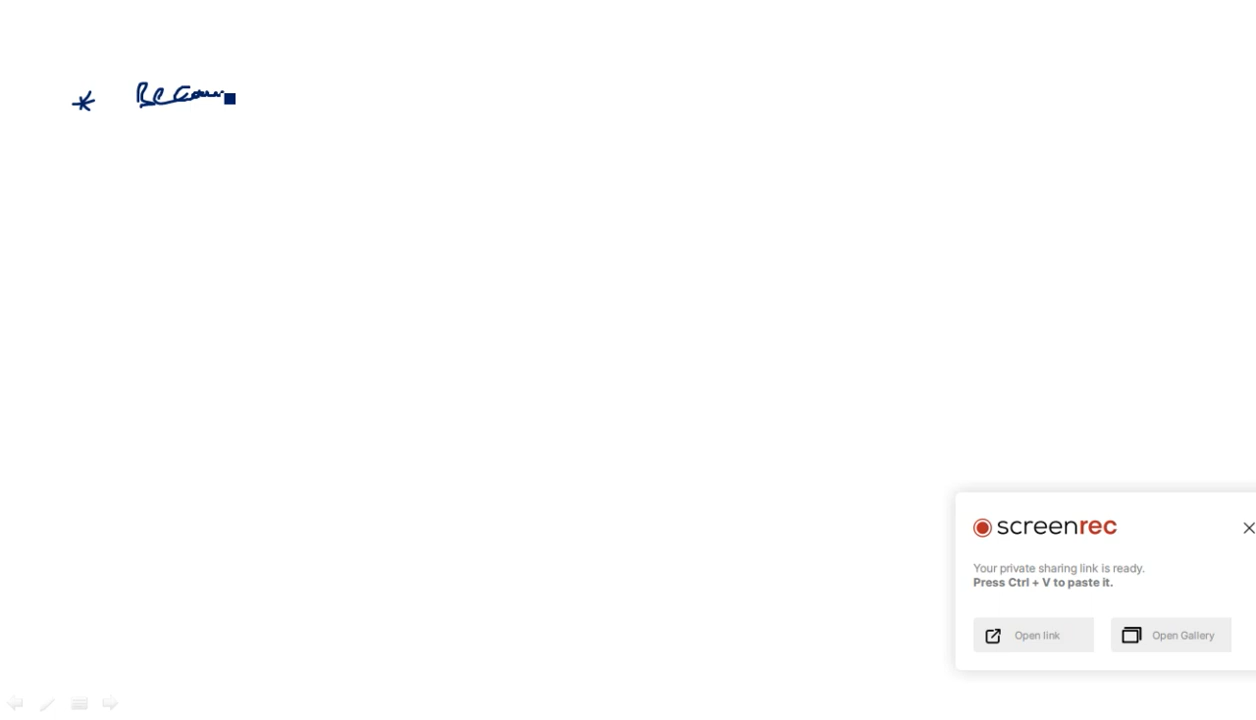 *
screenrec
Your private sharing link is ready.
Press Ctrl + V to paste it.
Open link
Open Gallery